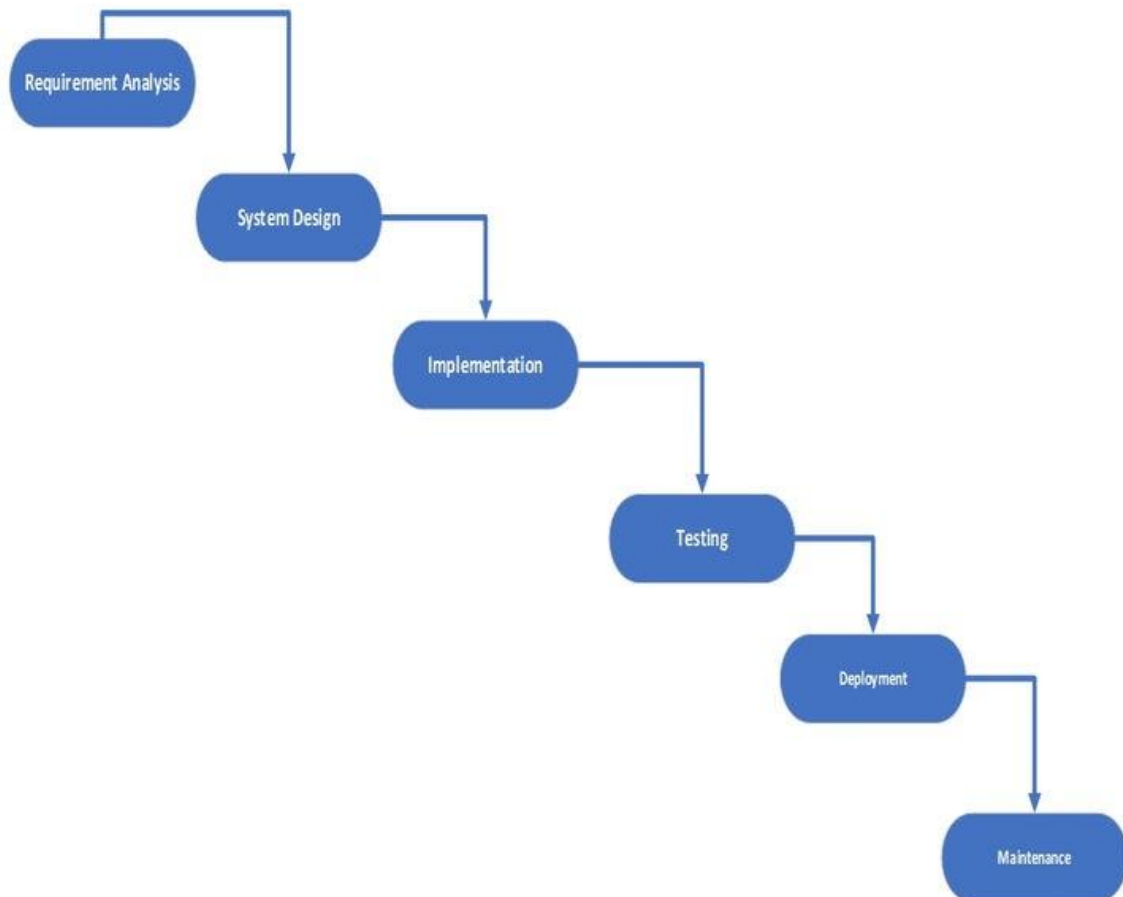 Requirement Analysis
System Design
Implementation
Testing
Deployment
Maintenance